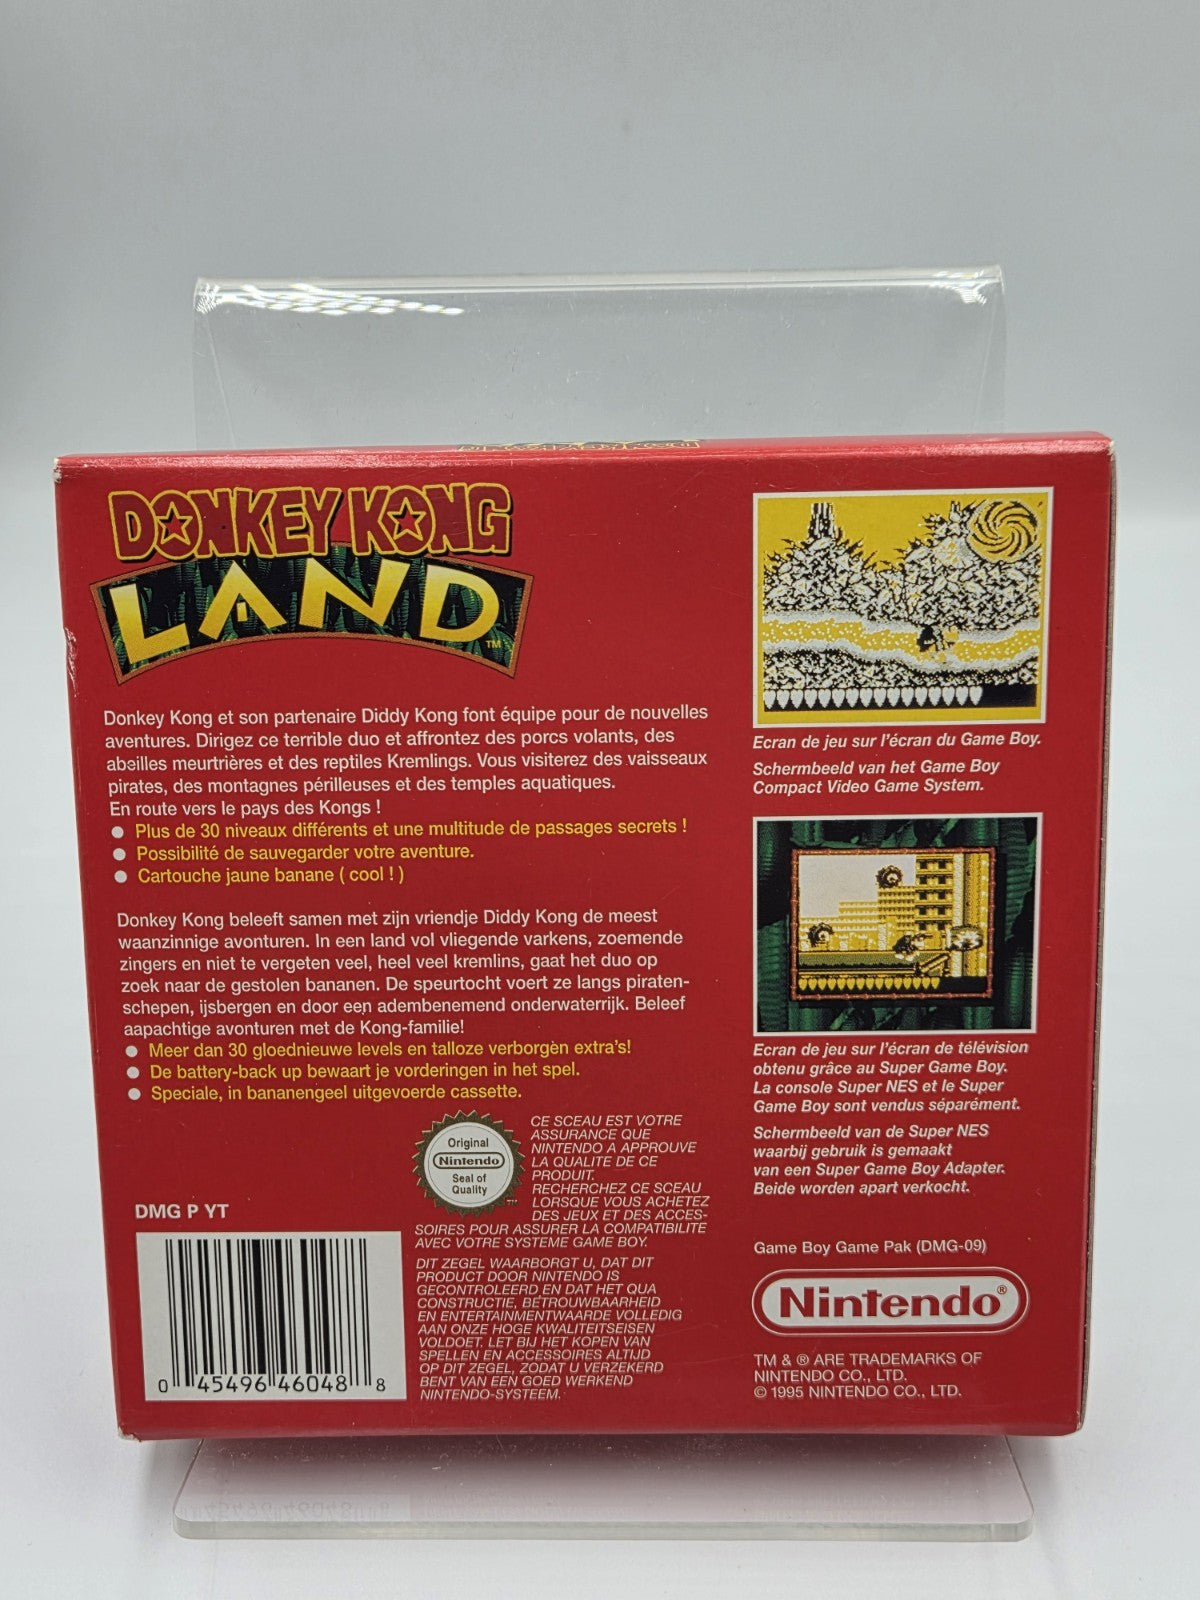 DONKEY KONG
LAND™
Donkey Kong et son partenaire Diddy Kong font équipe pour de nouvelles
aventures. Dirigez ce terrible duo et affrontez des porcs volants, des
abeilles meurtrières et des reptiles Kremlings. Vous visiterez des vaisseaux
pirates, des montagnes périlleuses et des temples aquatiques.
En route vers le pays des Kongs !
● Plus de 30 niveaux différents et une multitude de passages secrets !
● Possibilité de sauvegarder votre aventure.
● Cartouche jaune banane ( cool ! )
Donkey Kong beleeft samen met zijn vriendje Diddy Kong de meest
waanzinnige avonturen. In een land vol vliegende varkens, zoemende
zingers en niet te vergeten veel, heel veel kremlins, gaat het duo op
zoek naar de gestolen bananen. De speurtocht voert ze langs piraten-
schepen, ijsbergen en door een adembenemend onderwaterrijk. Beleef
aapachtige avonturen met de Kong-familie!
● Meer dan 30 gloednieuwe levels en talloze verborgèn extra's!
● De battery-back up bewaart je vorderingen in het spel.
● Speciale, in bananengeel uitgevoerde cassette.
DMG P YT
0 45496 46048 8
Original
Nintendo
Seal of
Quality
™
CE SCEAU EST VOTRE
ASSURANCE QUE
NINTENDO A APPROUVE
LA QUALITE DE CE
PRODUIT.
RECHERCHEZ CE SCEAU
LORSQUE VOUS ACHETEZ
DES JEUX ET DES ACCES-
SOIRES POUR ASSURER LA COMPATIBILITE
AVEC VOTRE SYSTEME GAME BOY.
DIT ZEGEL WAARBORGT U, DAT DIT
PRODUCT DOOR NINTENDO IS
GECONTROLEERD EN DAT HET QUA
CONSTRUCTIE, BETROUWBAARHEID
EN ENTERTAINMENTWAARDE VOLLEDIG
AAN ONZE HOGE KWALITEITSEISEN
VOLDOET. LET BIJ HET KOPEN VAN
SPELLEN EN ACCESSOIRES ALTIJD
OP DIT ZEGEL, ZODAT U VERZEKERD
BENT VAN EEN GOED WERKEND
NINTENDO-SYSTEEM.
Ecran de jeu sur l'écran du Game Boy.
Schermbeeld van het Game Boy
Compact Video Game System.
Ecran de jeu sur l'écran de télévision
obtenu grâce au Super Game Boy.
La console Super NES et le Super
Game Boy sont vendus séparément.
Schermbeeld van de Super NES
waarbij gebruik is gemaakt
van een Super Game Boy Adapter.
Beide worden apart verkocht.
Game Boy Game Pak (DMG-09)
Nintendo®
TM & ® ARE TRADEMARKS OF
NINTENDO CO., LTD.
© 1995 NINTENDO CO., LTD.